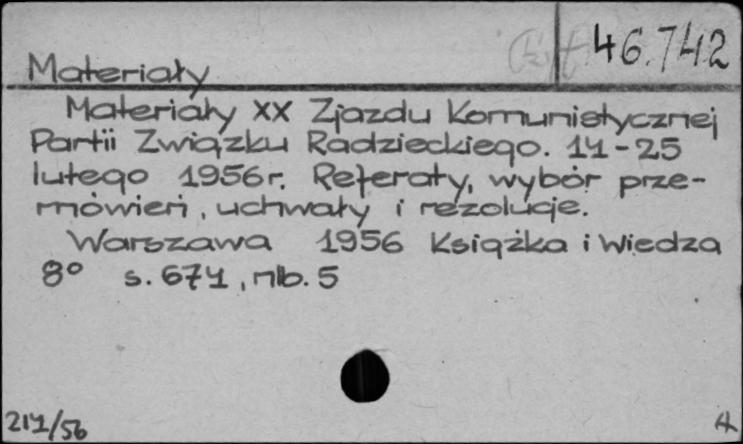 46.742
Materiały
Materiały XX Zjazdu Komunistycznej
Partii Związku Radzieckiego. 14-25
lutego 1956r. Referaty, wybór prze-
mówień, uchwały i rezolucje.
Warszawa 1956 Książka i Wiedza
8° s. 674, nlb. 5
214/56